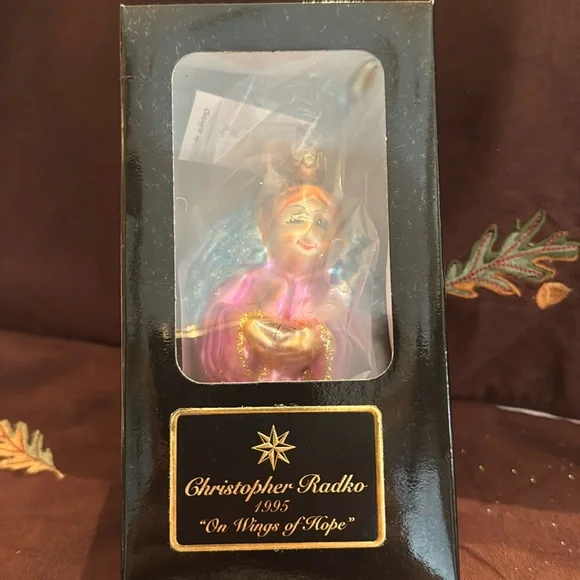 Christopher Radko
1995
"On Wings of Hope"